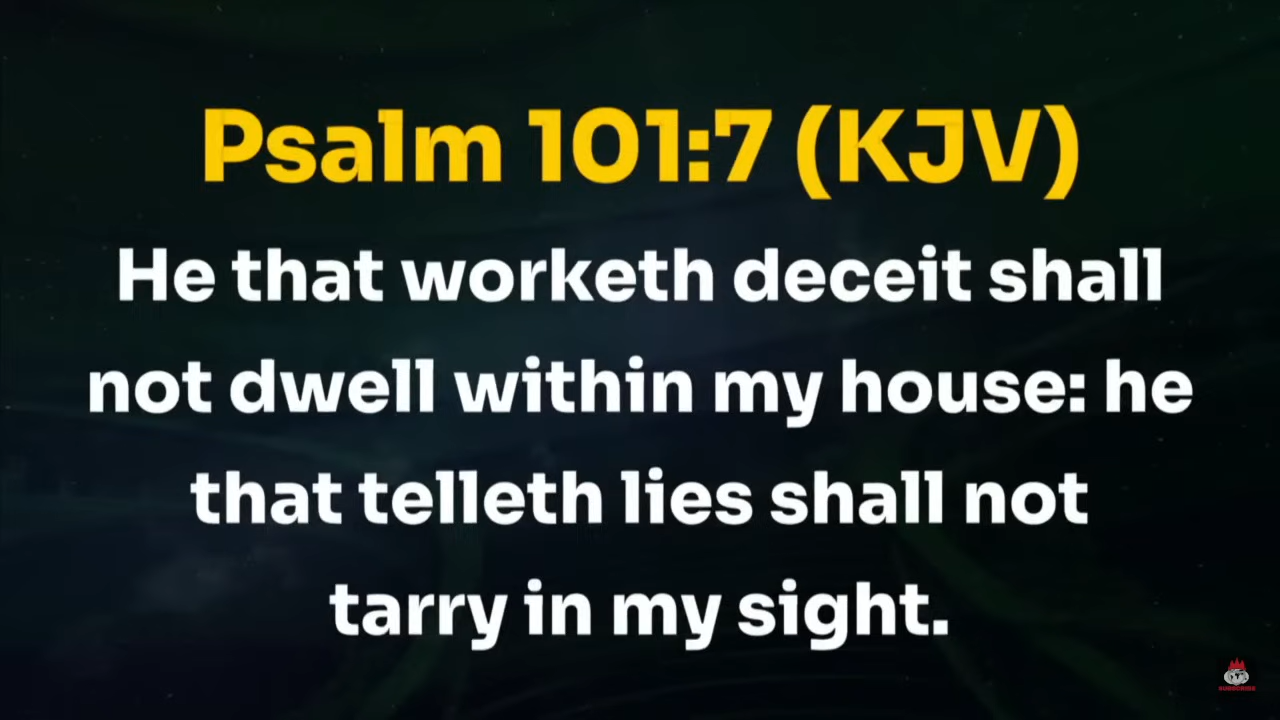 Psalm 101:7 (KJV)
He that worketh deceit shall
not dwell within my house: he
that telleth lies shall not
tarry in my sight.
SUBSCRIBE